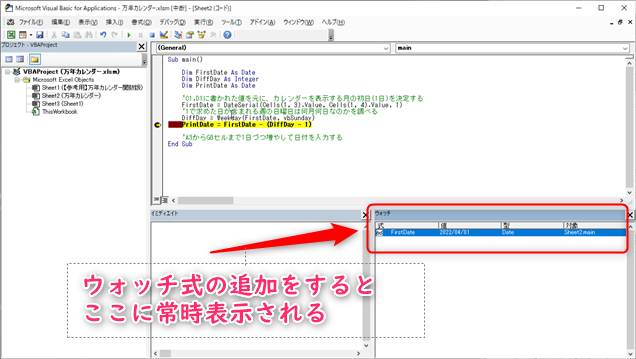 Microsoft Visual Basic for Applications - 万年カレンダー.xlsm [中断] - [Sheet2 (コード)]
ファイル(F) 編集(E) 表示(V) 挿入(I) 書式(O) デバッグ(D) 実行(R) ツール(T) アドイン(A) ウィンドウ(W) ヘルプ(H)
プロジェクト - VBAProject
VBAProject (万年カレンダー.xlsm)
Microsoft Excel Objects
Sheet1 (【参考用】万年カレンダー開設版)
Sheet2 (万年カレンダー)
Sheet3 (Sheet1)
ThisWorkbook
(General)
main
Sub main()
Dim FirstDate As Date
Dim DiffDay As Integer
Dim PrintDate As Date
'C1,D1に書かれた値を元に、カレンダーを表示する月の初日(1日)を決定する
FirstDate = DateSerial(Cells(1, 3).Value, Cells(1, 4).Value, 1)
'1で求めた日が含まれる週の日曜日は何月何日なのかを調べる
DiffDay = Weekday(FirstDate, vbSunday)
PrintDate = FirstDate - (DiffDay - 1)
'A3からG8セルまで1日づつ増やして日付を入力する
End Sub
イミディエイト
ウォッチ
式 値 型 対象
FirstDate 2022/04/01 Date Sheet2.main
ウォッチ式の追加をすると
ここに常時表示される